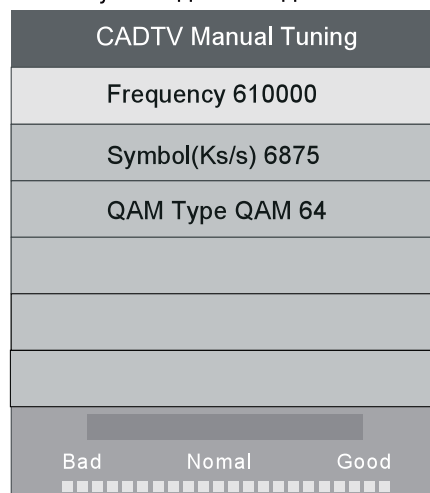 CADTV Manual Tuning
Frequency 610000
Symbol(Ks/s) 6875
QAM Type QAM 64
Bad Nomal Good